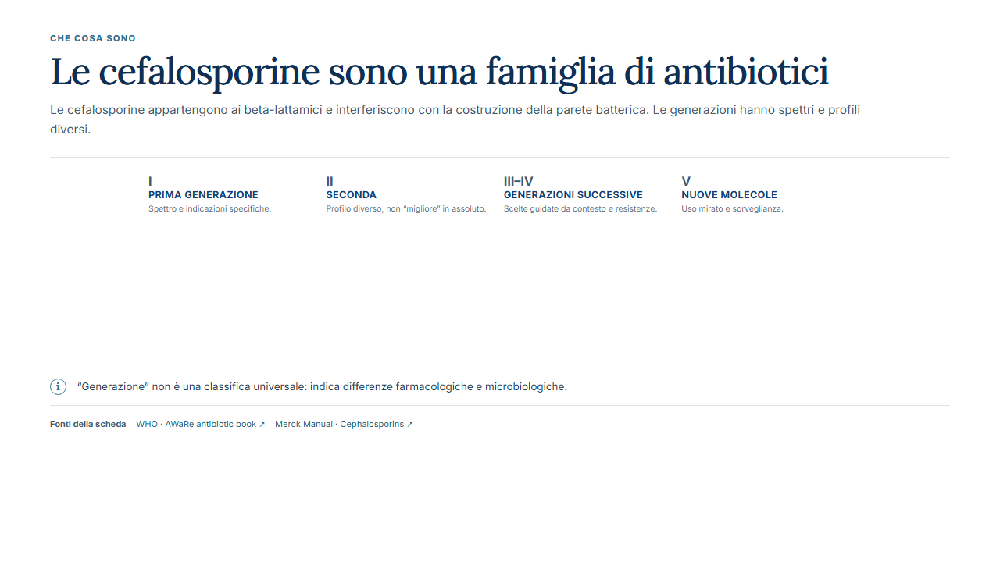 CHE COSA SONO
Le cefalosporine sono una famiglia di antibiotici
Le cefalosporine appartengono ai beta-lattamici e interferiscono con la costruzione della parete batterica. Le generazioni hanno spettri e profili
diversi.
I
PRIMA GENERAZIONE
Spettro e indicazioni specifiche.
II
SECONDA
Profilo diverso, non “migliore” in assoluto.
III–IV
GENERAZIONI SUCCESSIVE
Scelte guidate da contesto e resistenze.
V
NUOVE MOLECOLE
Uso mirato e sorveglianza.
i “Generazione” non è una classifica universale: indica differenze farmacologiche e microbiologiche.
Fonti della scheda WHO · AWaRe antibiotic book ↗ Merck Manual · Cephalosporins ↗